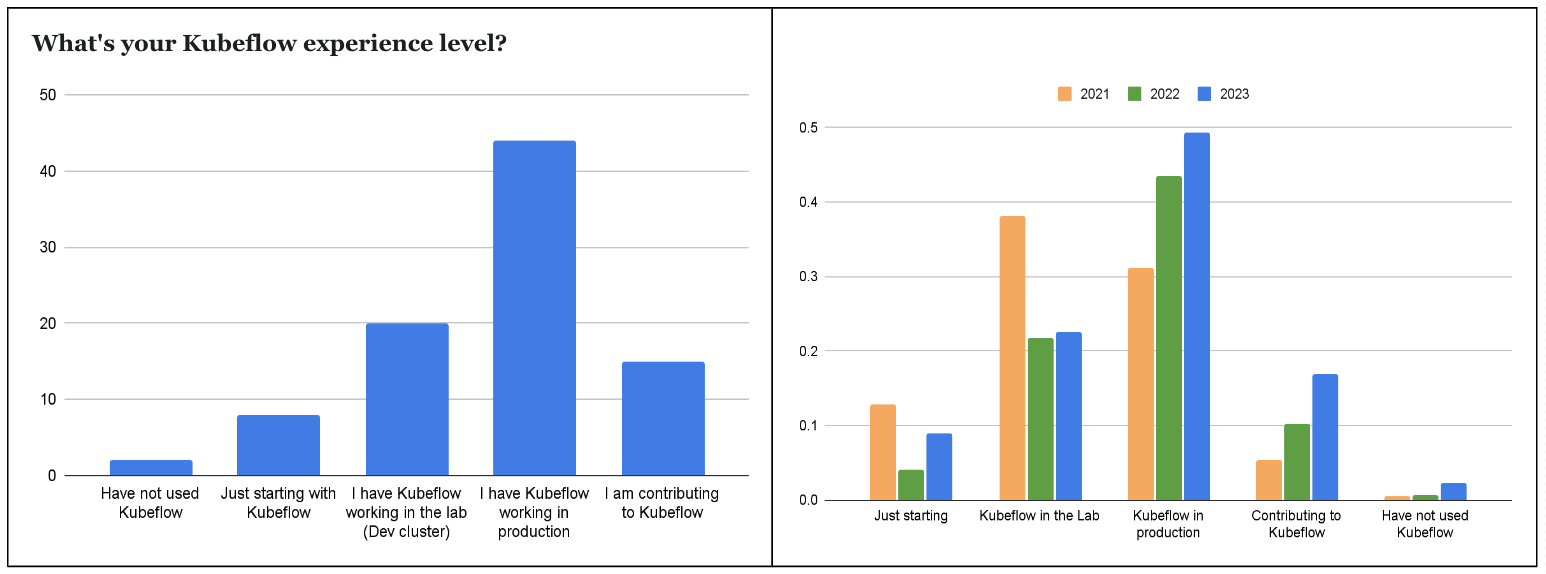 What's your Kubeflow experience level?
50
40
30
20
10
0
Have not used
Kubeflow
Just starting with
Kubeflow
I have Kubeflow
working in the lab
(Dev cluster)
I have Kubeflow
working in
production
I am contributing
to Kubeflow
2021 2022 2023
0.5
0.4
0.3
0.2
0.1
0.0
Just starting
Kubeflow in the Lab
Kubeflow in
production
Contributing to
Kubeflow
Have not used
Kubeflow